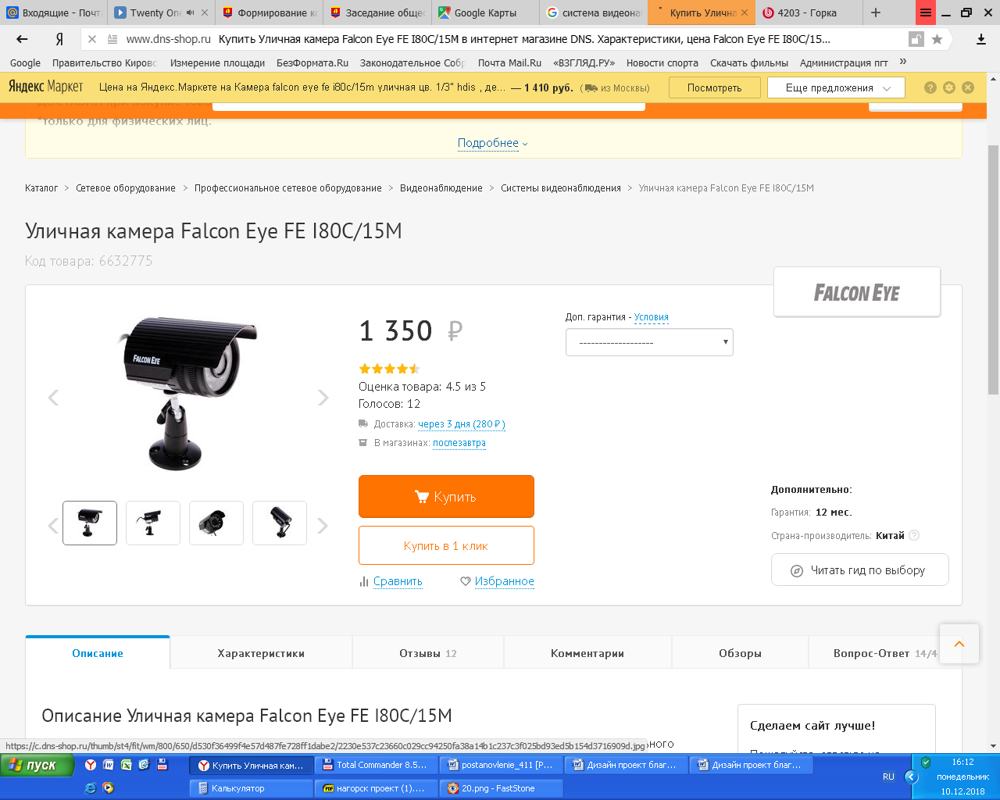 Входящие - Почт
Twenty One
Формирование ко
Заседание общес
Google Карты
система видеона
Купить Улична
4203 - Горка
www.dns-shop.ru Купить Уличная камера Falcon Eye FE I80C/15M в интернет магазине DNS. Характеристики, цена Falcon Eye FE I80C/15...
Google Правительство Кировс Измерение площади БезФормата.Ru Законодательное Собр Почта Mail.Ru «ВЗГЛЯД.РУ» Новости спорта Скачать фильмы Администрация пгт »
Яндекс Маркет Цена на Яндекс.Маркете на Камера falcon eye fe i80c/15m уличная цв. 1/3" hdis , де... — 1 410 руб. (из Москвы) Посмотреть Еще предложения
*только для физических лиц.
Подробнее
Каталог > Сетевое оборудование > Профессиональное сетевое оборудование > Видеонаблюдение > Системы видеонаблюдения > Уличная камера Falcon Eye FE I80C/15M
Уличная камера Falcon Eye FE I80C/15M
Код товара: 6632775
FALCON EYE
FALCON EYE
1 350 ₽
Доп. гарантия - Условия
-------------------
Оценка товара: 4.5 из 5
Голосов: 12
Доставка: через 3 дня (280 ₽)
В магазинах: послезавтра
Купить
Купить в 1 клик
Сравнить
Избранное
Дополнительно:
Гарантия: 12 мес.
Страна-производитель: Китай
Читать гид по выбору
Описание
Характеристики
Отзывы 12
Комментарии
Обзоры
Вопрос-Ответ 14/4
Описание Уличная камера Falcon Eye FE I80C/15M
Сделаем сайт лучше!
https://c.dns-shop.ru/thumb/st4/fit/wm/800/650/d530f36499f4e57d487fe728ff1dabe2/2230e537c23660c029cc94250fa38a14b1c237c3f025bd93ed5b154d3716909d.jpg
пуск
Купить Уличная кам...
Total Commander 8.5...
postanovlenie_411 [Р...
Дизайн проект благ...
Дизайн проект благ...
Калькулятор
нагорск проект (1)....
20.png - FastStone
RU
16:12
понедельник
10.12.2018